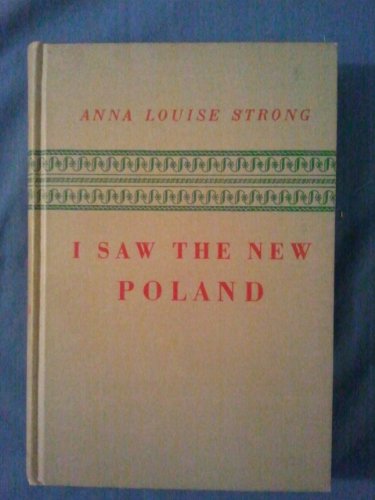 ANNA LOUISE STRONG
I SAW THE NEW
POLAND